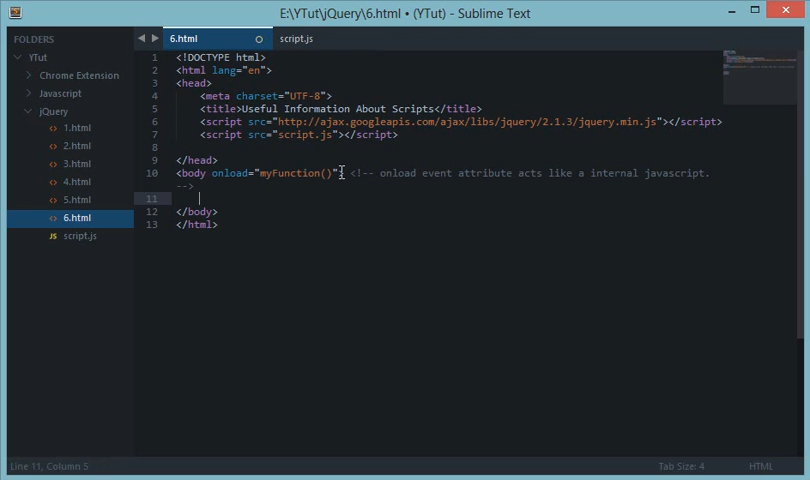 E:\YTut\jQuery\6.html • (YTut) - Sublime Text
FOLDERS
YTut
Chrome Extension
Javascript
jQuery
1.html
2.html
3.html
4.html
5.html
6.html
script.js
6.html
script.js
1 <!DOCTYPE html>
2 <html lang="en">
3 <head>
4 <meta charset="UTF-8">
5 <title>Useful Information About Scripts</title>
6 <script src="http://ajax.googleapis.com/ajax/libs/jquery/2.1.3/jquery.min.js"></script>
7 <script src="script.js"></script>
8
9 </head>
10 <body onload="myFunction()"> <!-- onload event attribute acts like a internal javascript.
-->
11
12 </body>
13 </html>
Line 11, Column 5
Tab Size: 4
HTML